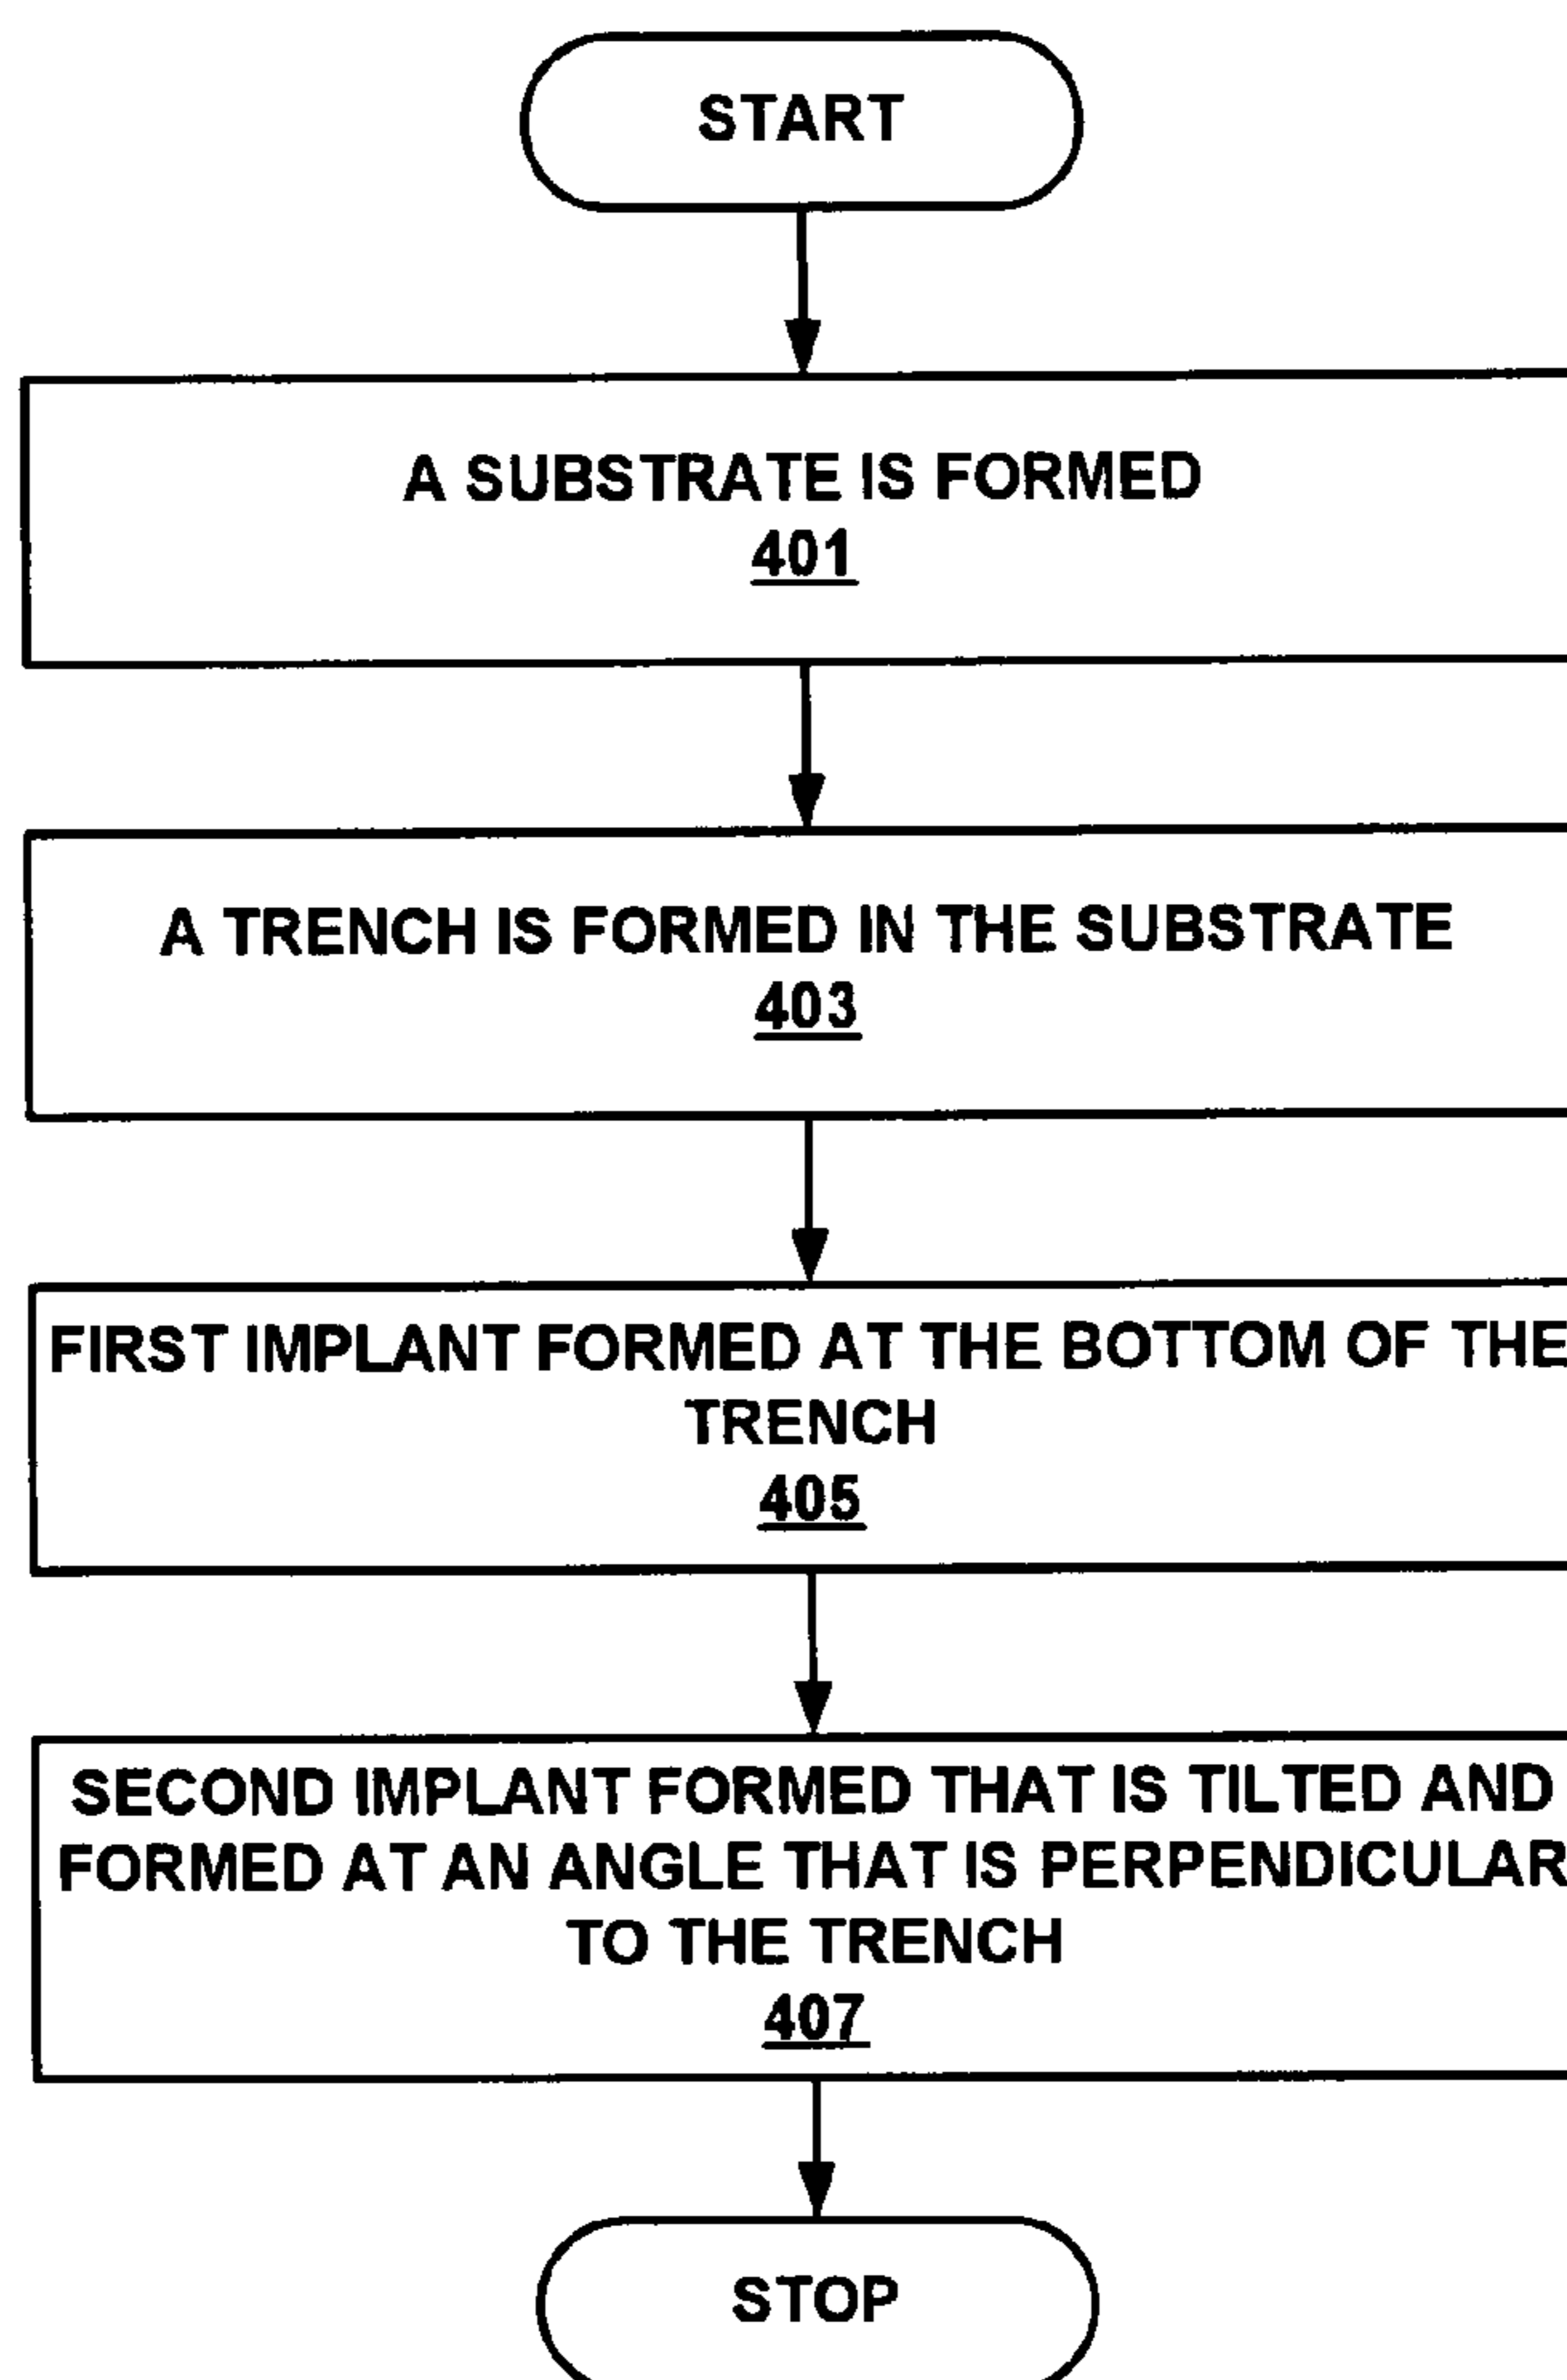 START
A SUBSTRATE IS FORMED
401
A TRENCH IS FORMED IN THE SUBSTRATE
403
FIRST IMPLANT FORMED AT THE BOTTOM OF THE
TRENCH
405
SECOND IMPLANT FORMED THAT IS TILTED AND
FORMED AT AN ANGLE THAT IS PERPENDICULAR
TO THE TRENCH
407
STOP